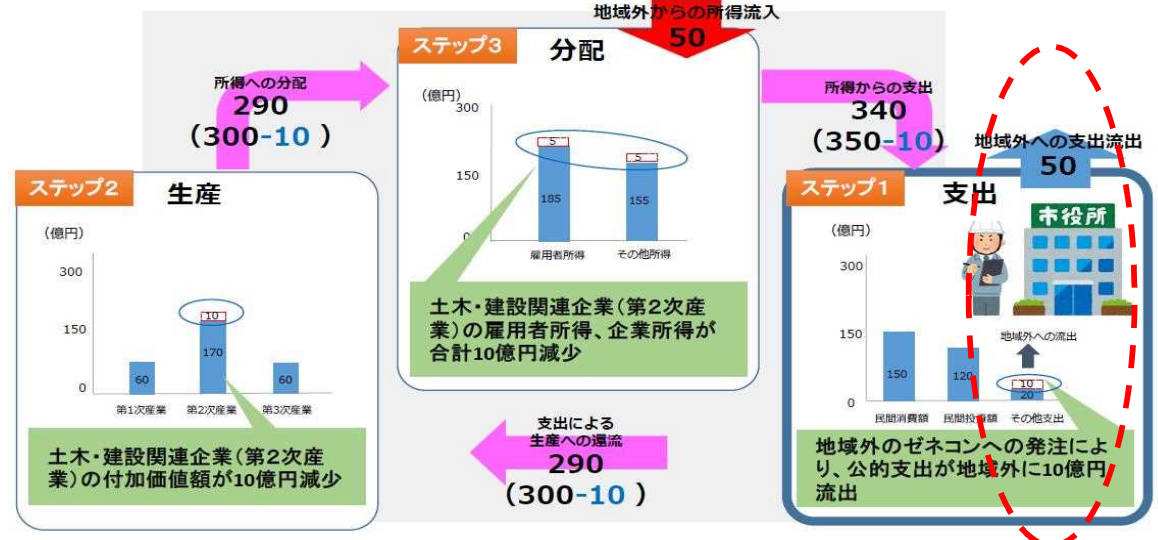 地域外からの所得流入
50
ステップ3
分配
(億円)
300
150
0
5
185
5
155
雇用者所得
その他所得
土木・建設関連企業(第2次産
業)の雇用者所得、企業所得が
合計10億円減少
所得への分配
290
(300-10 )
所得からの支出
340
(350-10)
地域外への支出流出
50
ステップ2
生産
(億円)
300
150
0
60
10
170
60
第1次産業
第2次産業
第3次産業
土木・建設関連企業(第2次産
業)の付加価値額が10億円減少
ステップ1
支出
市役所
(億円)
300
150
0
150
120
地域外への流出
10
20
民間消費額
民間投資額
その他支出
地域外のゼネコンへの発注によ
り、公的支出が地域外に10億円
流出
支出による
生産への還流
290
(300-10 )